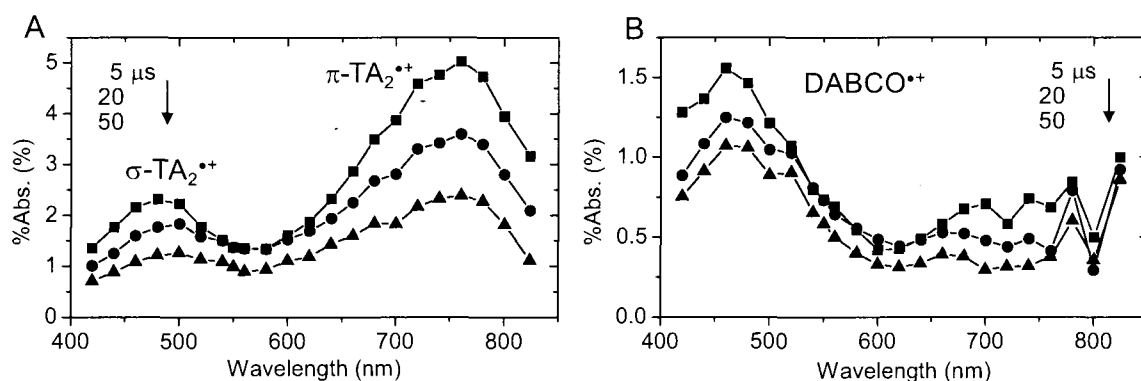 A
5 μs
20
50
σ-TA₂•+
π-TA₂•+
%Abs. (%)
5
4
3
2
1
0
400 500 600 700 800
Wavelength (nm)
B
DABCO•+
5 μs
20
50
%Abs. (%)
1.5
1.0
0.5
0.0
400 500 600 700 800
Wavelength (nm)